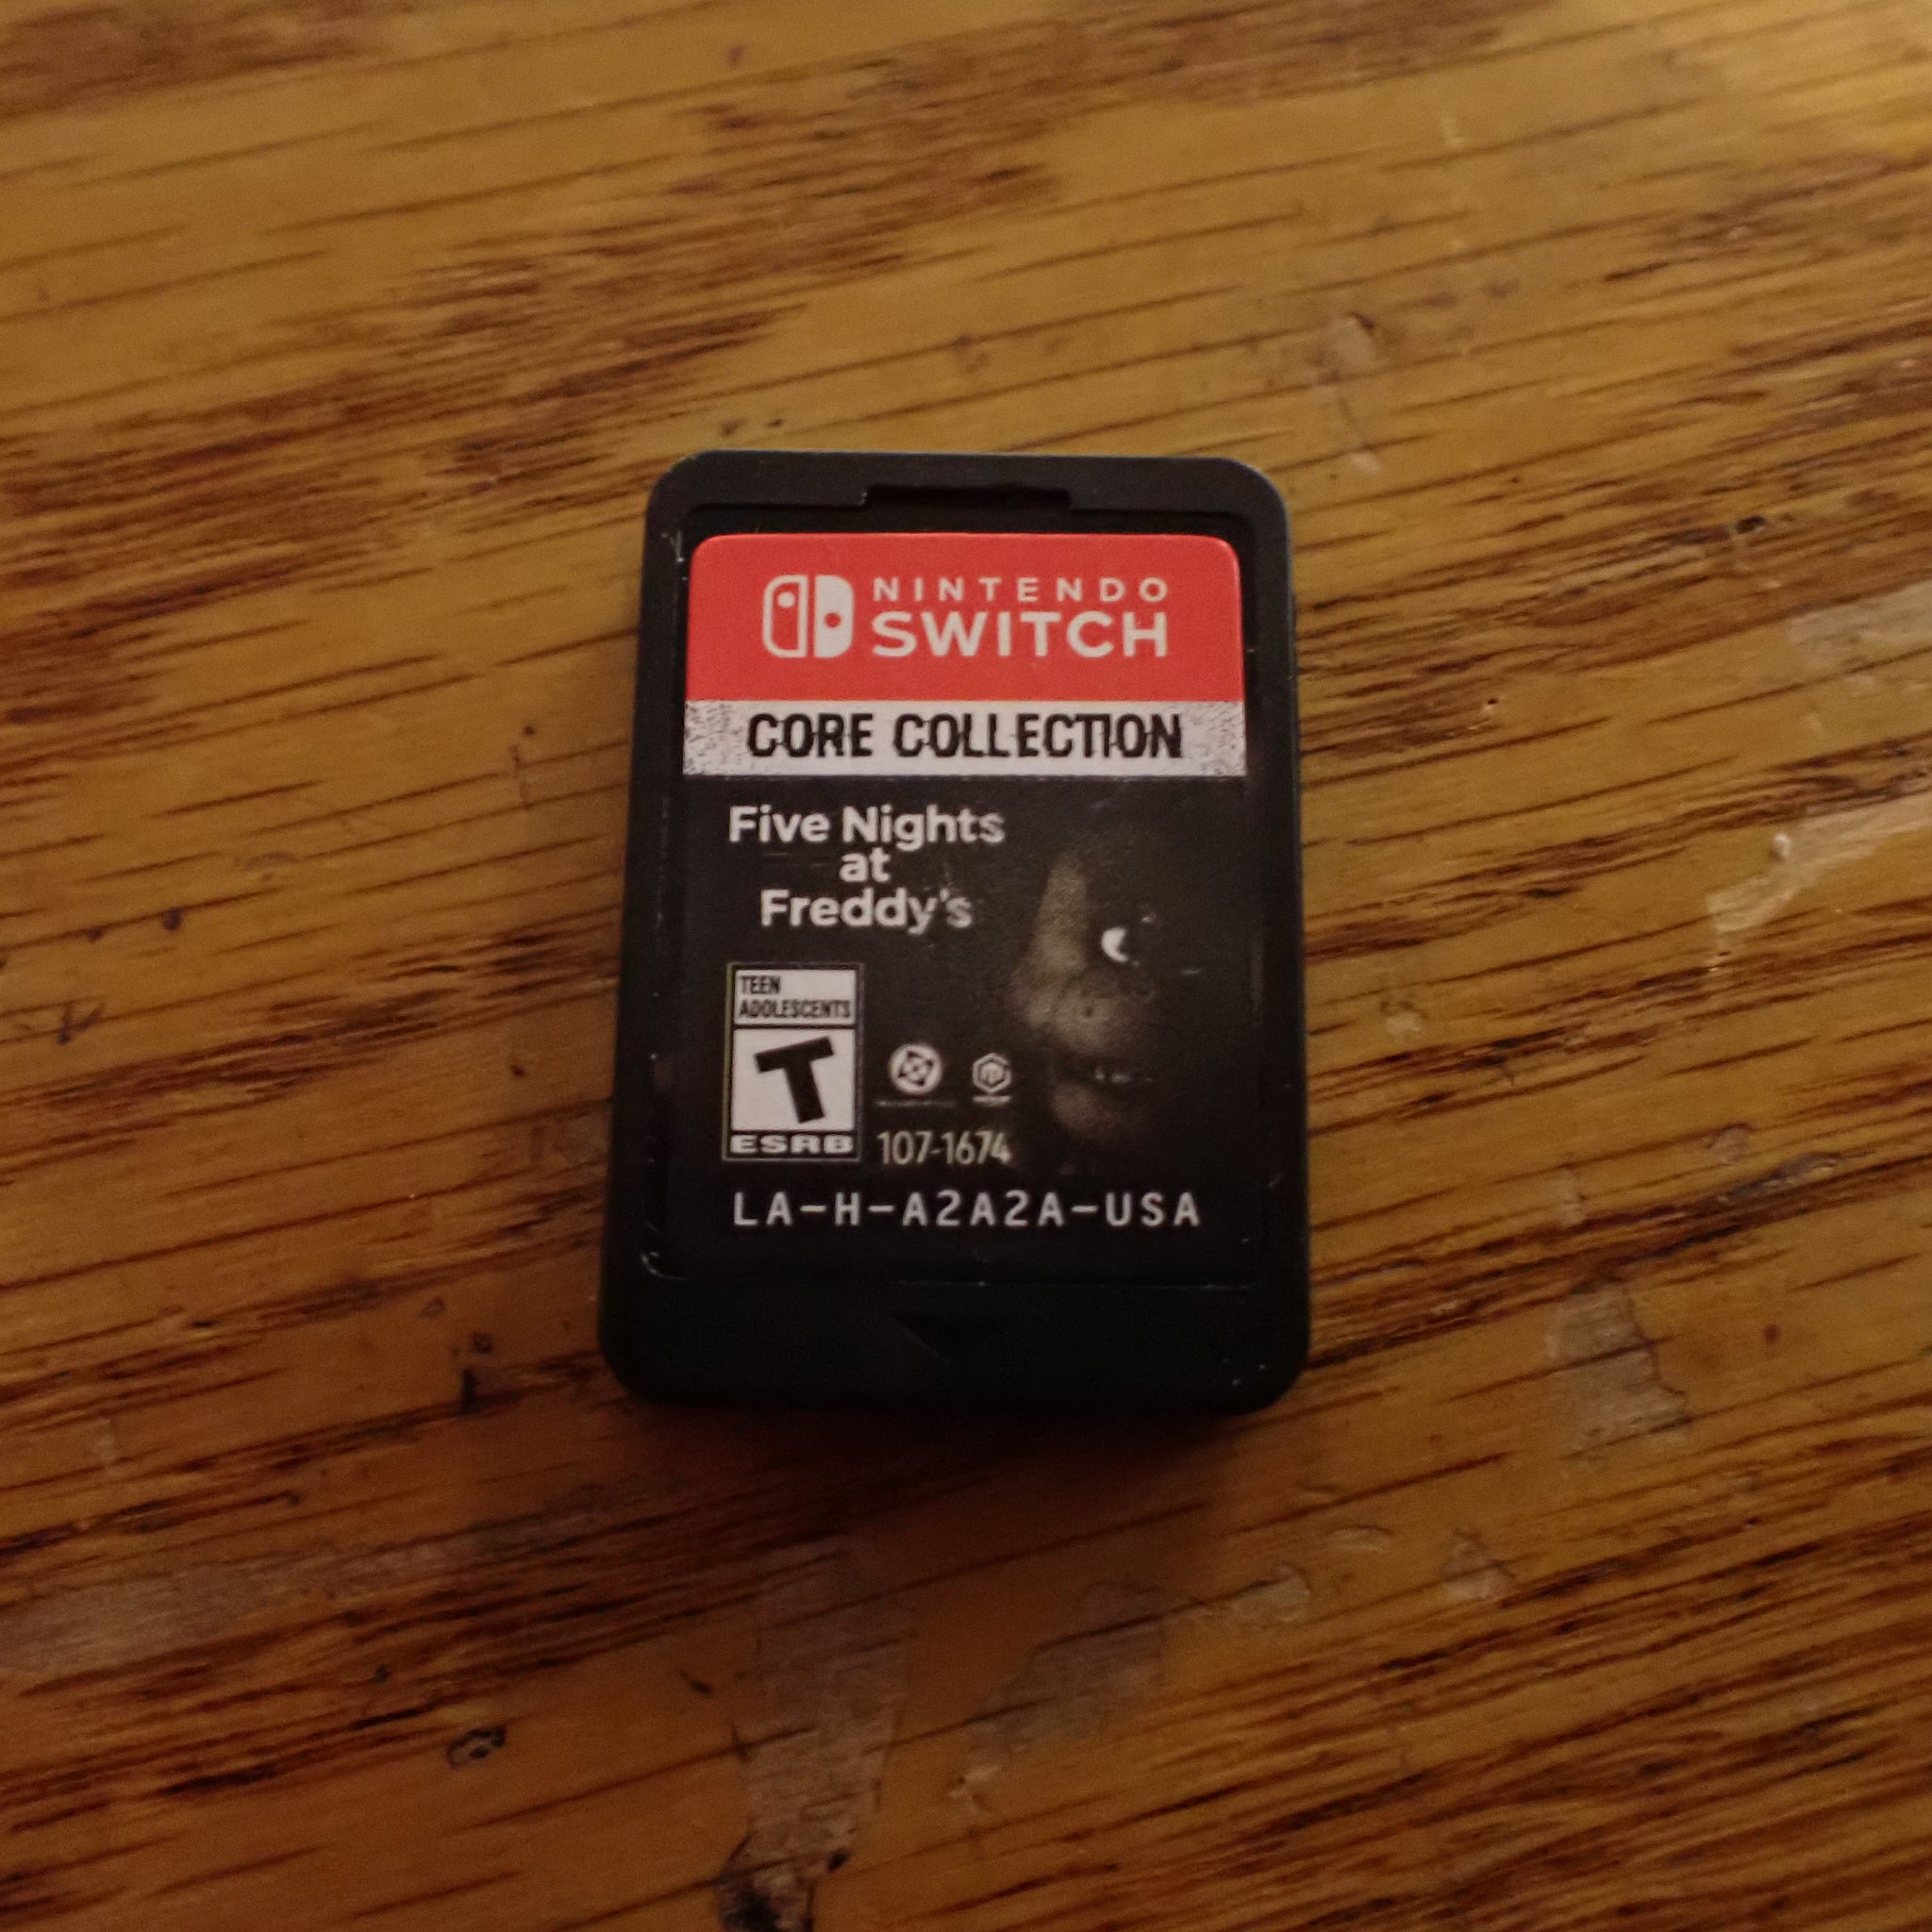 NINTENDO
SWITCH
CORE COLLECTION
Five Nights
at
Freddy's
TEEN
ADOLESCENTS
T
ESRB
107-1674
LA-H-A2A2A-USA